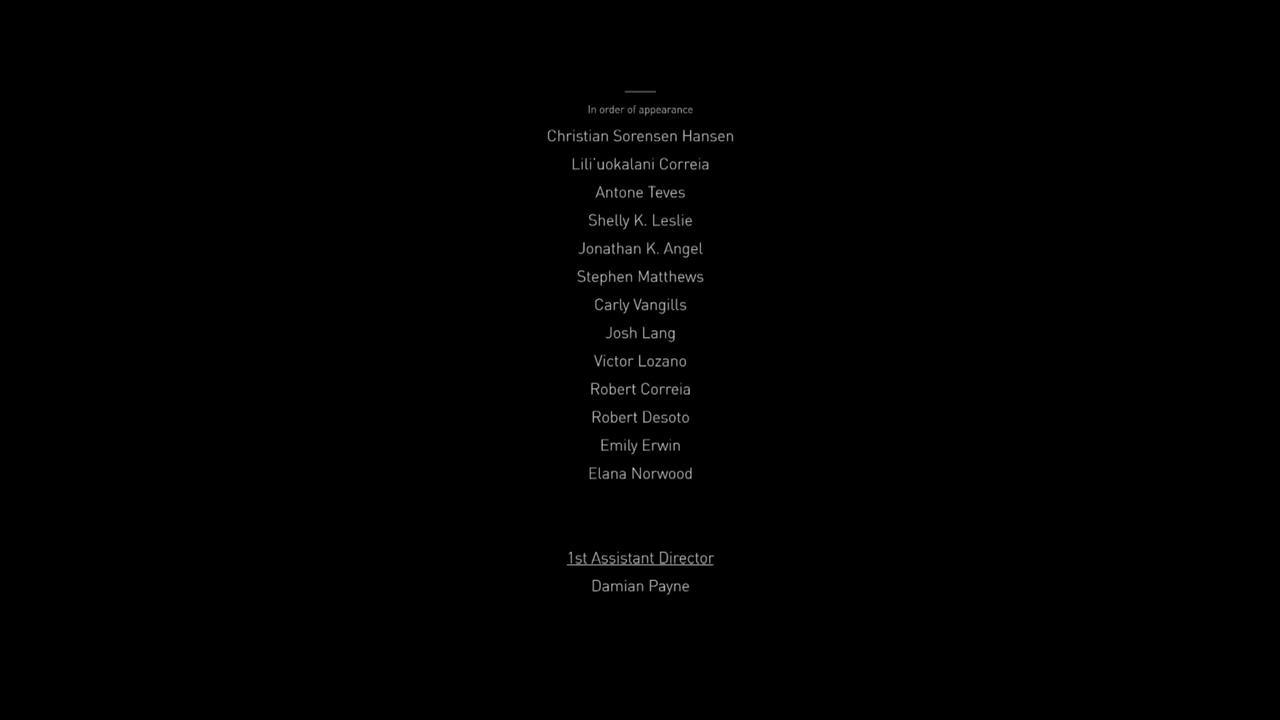 In order of appearance
Christian Sorensen Hansen
Lili'uokalani Correia
Antone Teves
Shelly K. Leslie
Jonathan K. Angel
Stephen Matthews
Carly Vangills
Josh Lang
Victor Lozano
Robert Correia
Robert Desoto
Emily Erwin
Elana Norwood
1st Assistant Director
Damian Payne